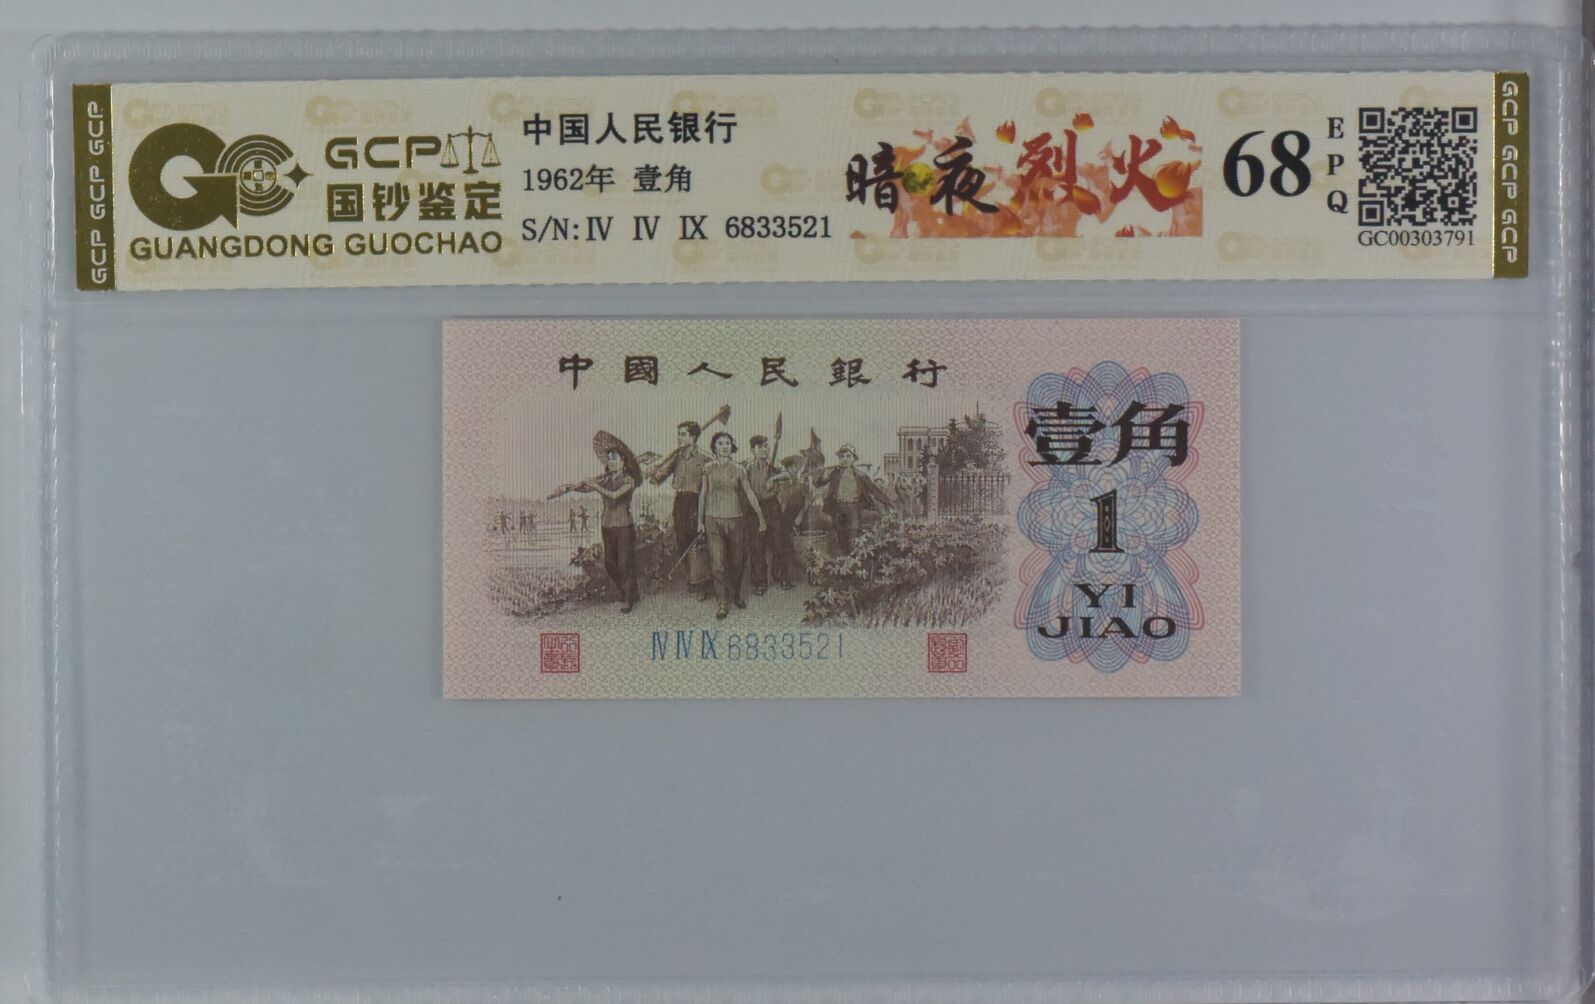 GCP GCP GCP
GCP
国钞鉴定
GUANGDONG GUOCHAO
中国人民银行
1962年 壹角
S/N: Ⅳ Ⅳ Ⅸ 6833521
暗夜烈火
68
EPQ
GC00303791
GCP GCP GCP
中國人民銀行
壹角
1
YI
JIAO
Ⅳ Ⅳ Ⅸ 6833521